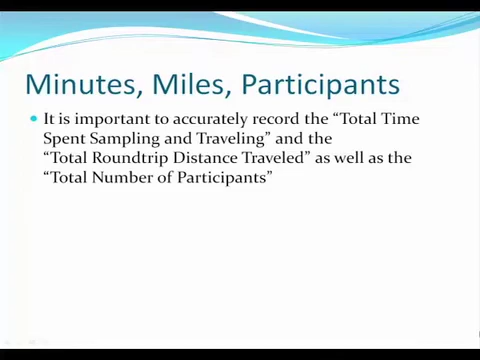 Minutes, Miles, Participants
It is important to accurately record the “Total Time
Spent Sampling and Traveling” and the
“Total Roundtrip Distance Traveled” as well as the
“Total Number of Participants”